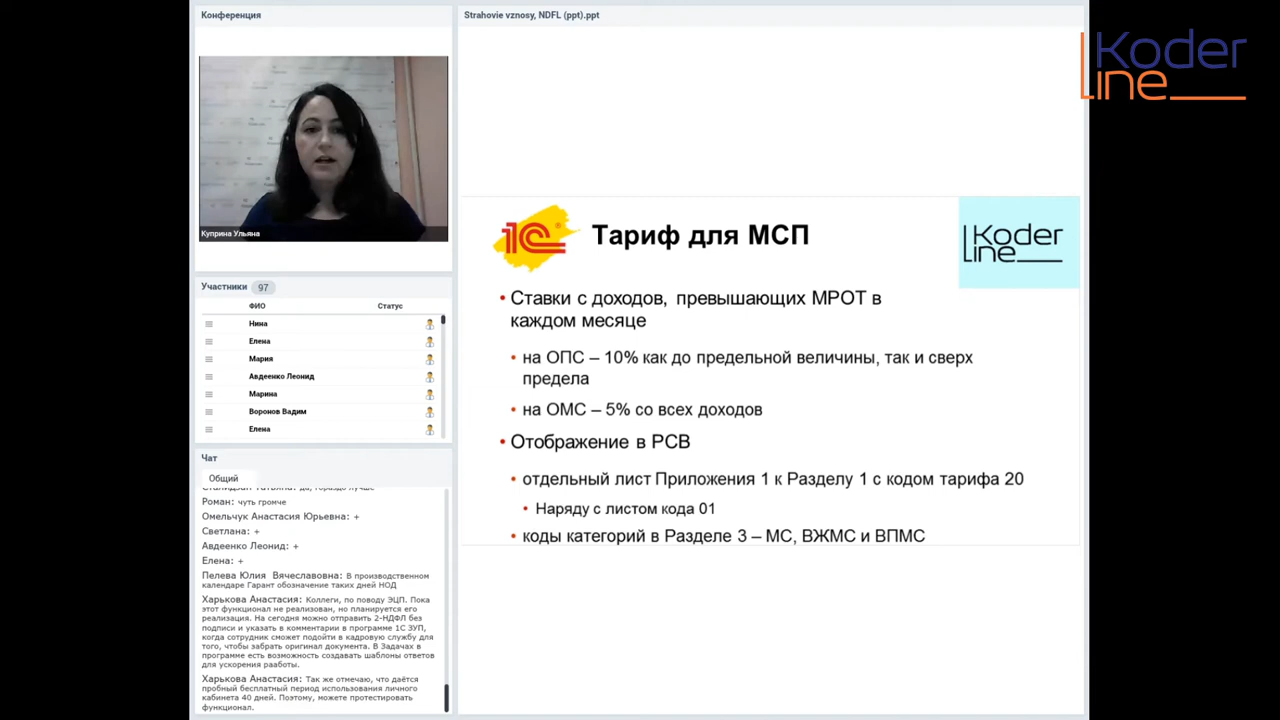 Конференция
Куприна Ульяна
Участники 97
ФИО Статус
Нина
Елена
Мария
Авдеенко Леонид
Марина
Воронов Вадим
Елена
Чат
Общий
да, гораздо лучше
Роман: чуть громче
Омельчук Анастасия Юрьевна: +
Светлана: +
Авдеенко Леонид: +
Елена: +
Пелева Юлия Вячеславовна: В производственном
календаре Гарант обозначение таких дней НОД
Харькова Анастасия: Коллеги, по поводу ЭЦП. Пока
этот функционал не реализован, но планируется его
реализация. На сегодня можно отправить 2-НДФЛ без
подписи и указать в комментарии в программе 1С ЗУП,
когда сотрудник сможет подойти в кадровую службу для
того, чтобы забрать оригинал документа. В Задачах в
программе есть возможность создавать шаблоны ответов
для ускорения рааботы.
Харькова Анастасия: Так же отмечаю, что даётся
пробный бесплатный период использования личного
кабинета 40 дней. Поэтому, можете протестировать
функционал.
Strahovie vznosy, NDFL (ppt).ppt
Koder
line
1С
Тариф для МСП
Koder
line
• Ставки с доходов, превышающих МРОТ в
каждом месяце
• на ОПС – 10% как до предельной величины, так и сверх
предела
• на ОМС – 5% со всех доходов
• Отображение в РСВ
• отдельный лист Приложения 1 к Разделу 1 с кодом тарифа 20
• Наряду с листом кода 01
• коды категорий в Разделе 3 – МС, ВЖМС и ВПМС